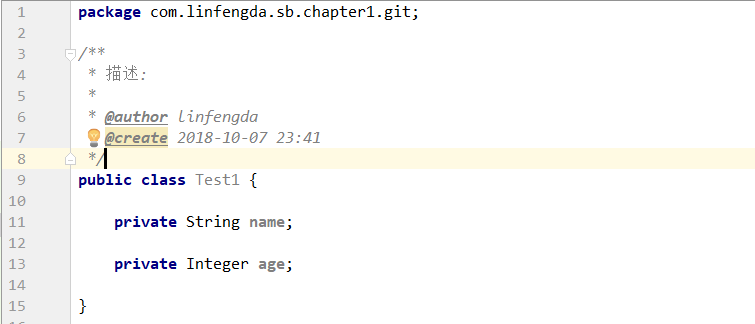 1 package com.linfengda.sb.chapter1.git;
2
3 /**
4 * 描述:
5 *
6 * @author linfengda
7 * @create 2018-10-07 23:41
8 */
9 public class Test1 {
10
11 private String name;
12
13 private Integer age;
14
15 }